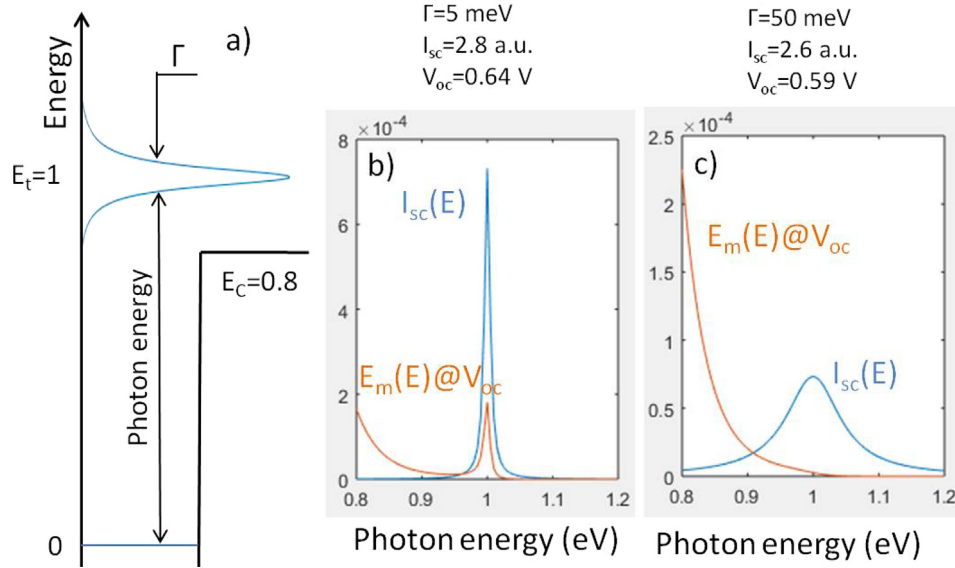 Energy
a)
Γ
E_t=1
Photon energy
E_C=0.8
0
Γ=5 meV
I_sc=2.8 a.u.
V_oc=0.64 V
×10^-4
b)
I_sc(E)
E_m(E)@V_oc
8
6
4
2
0
0.8 0.9 1 1.1 1.2
Photon energy (eV)
Γ=50 meV
I_sc=2.6 a.u.
V_oc=0.59 V
×10^-4
c)
E_m(E)@V_oc
I_sc(E)
2.5
2
1.5
1
0.5
0
0.8 0.9 1 1.1 1.2
Photon energy (eV)